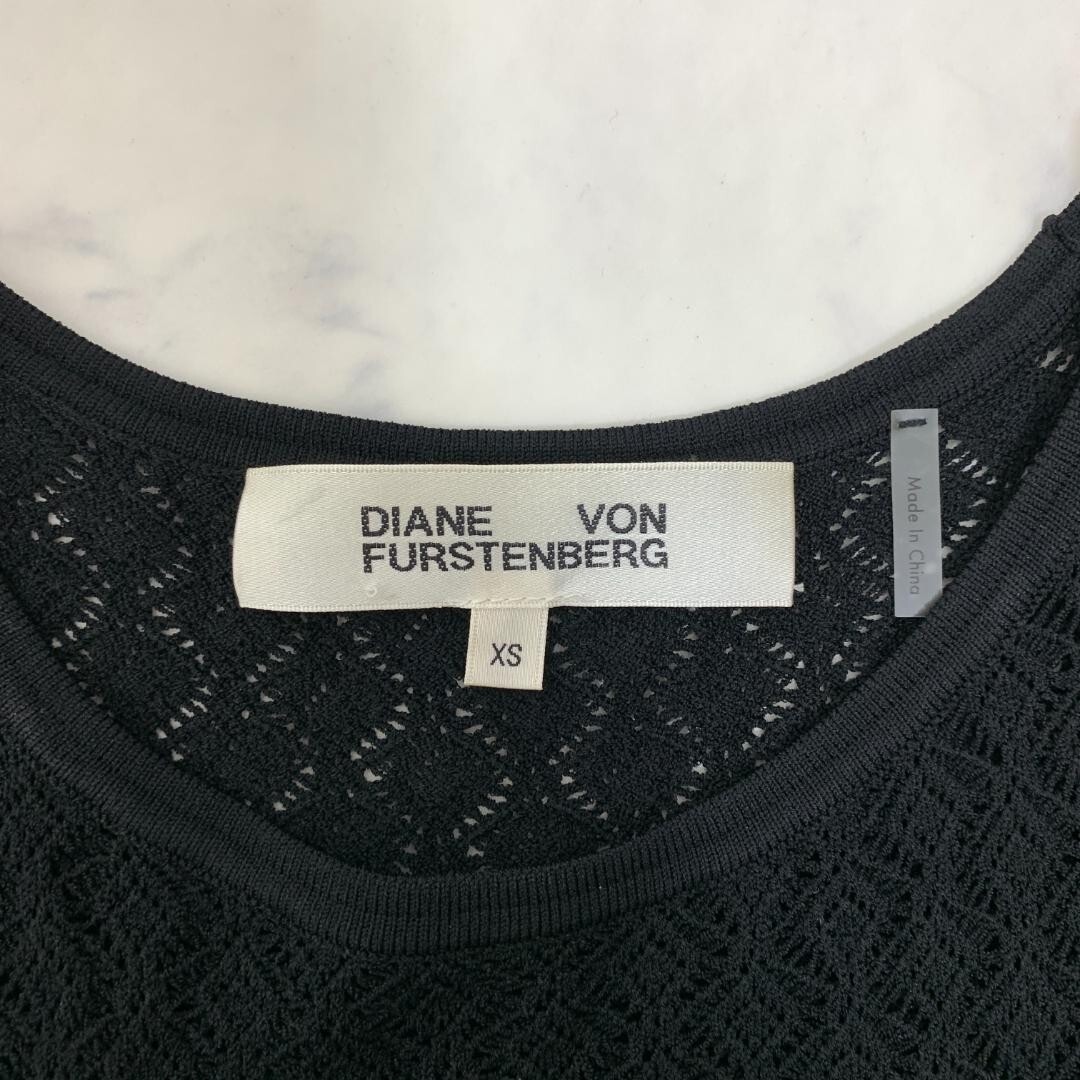 DIANE VON
FURSTENBERG
XS
Made In China